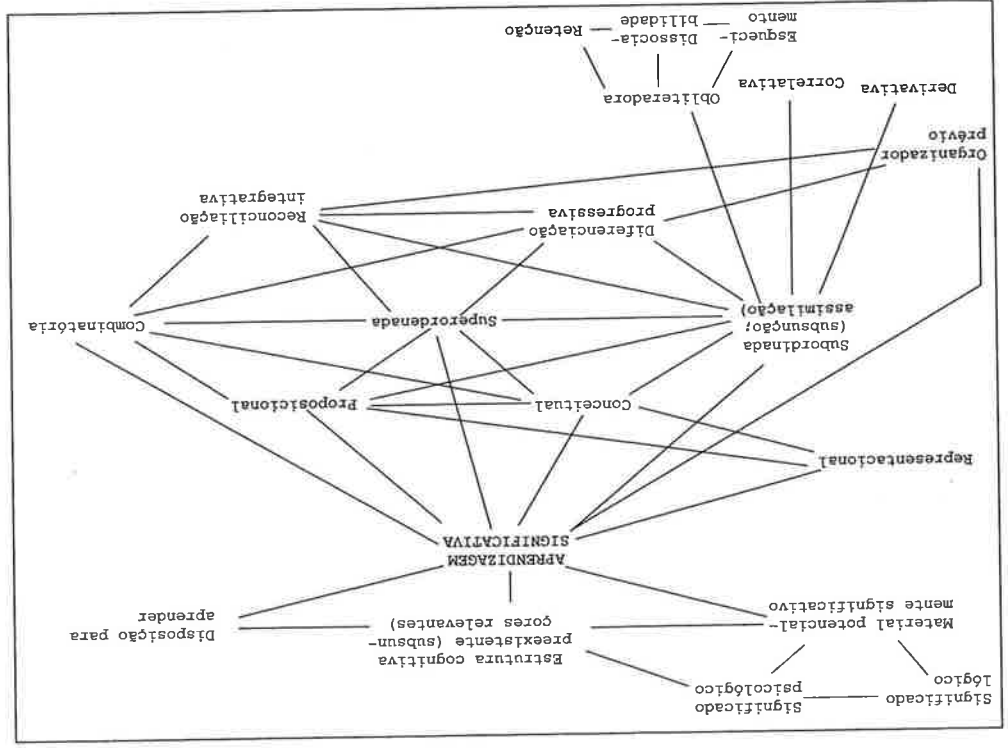 Significado
lógico
Significado
psicológico
Material potencial-
mente significativo
Estrutura cognitiva
preexistente (subsun-
çores relevantes)
Disposição para
aprender
APRENDIZAGEM
SIGNIFICATIVA
Representacional
Conceitual
Proposicional
Subordinada
(subsunção;
assimilação)
Superordenada
Combinatória
Diferenciação
progressiva
Reconciliação
integrativa
Organizador
prévio
Derivativa
Correlativa
Obliteradora
Esqueci-
mento
Dissocia-
bilidade
Retenção